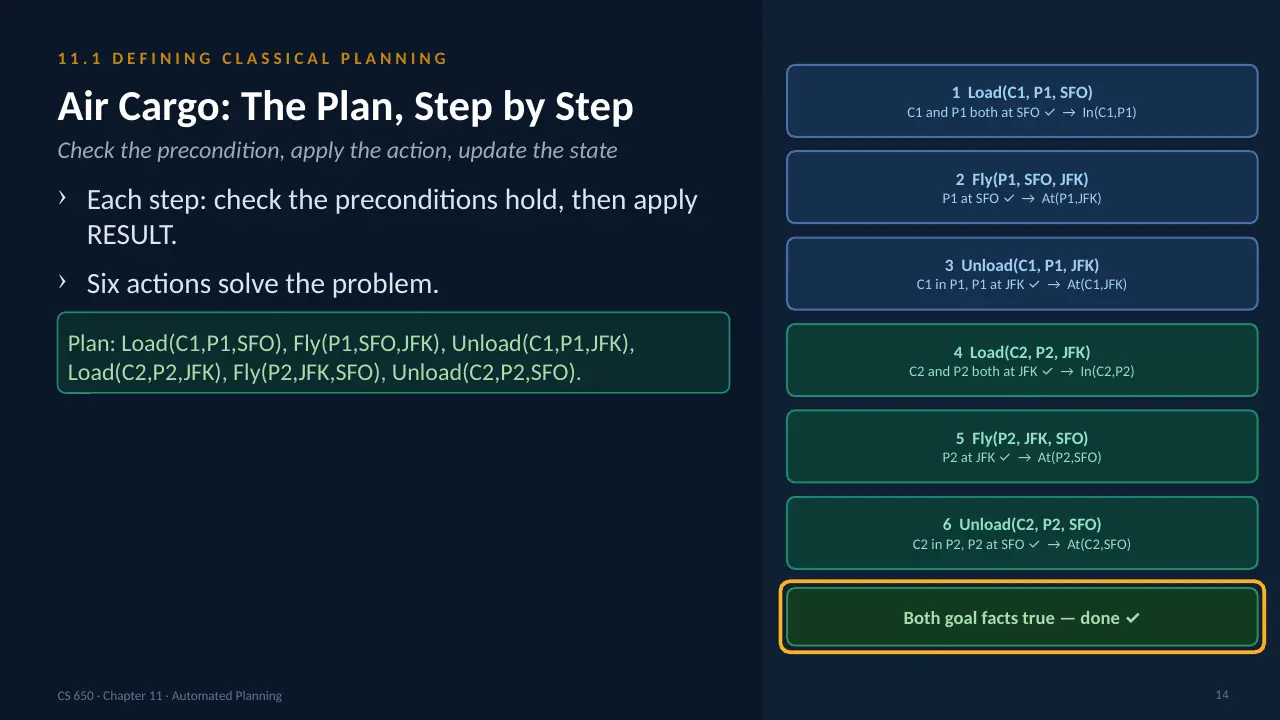 11.1 DEFINING CLASSICAL PLANNING
Air Cargo: The Plan, Step by Step
Check the precondition, apply the action, update the state
› Each step: check the preconditions hold, then apply
RESULT.
› Six actions solve the problem.
Plan: Load(C1,P1,SFO), Fly(P1,SFO,JFK), Unload(C1,P1,JFK),
Load(C2,P2,JFK), Fly(P2,JFK,SFO), Unload(C2,P2,SFO).
1 Load(C1, P1, SFO)
C1 and P1 both at SFO ✓ → In(C1,P1)
2 Fly(P1, SFO, JFK)
P1 at SFO ✓ → At(P1,JFK)
3 Unload(C1, P1, JFK)
C1 in P1, P1 at JFK ✓ → At(C1,JFK)
4 Load(C2, P2, JFK)
C2 and P2 both at JFK ✓ → In(C2,P2)
5 Fly(P2, JFK, SFO)
P2 at JFK ✓ → At(P2,SFO)
6 Unload(C2, P2, SFO)
C2 in P2, P2 at SFO ✓ → At(C2,SFO)
Both goal facts true — done ✓
CS 650 · Chapter 11 · Automated Planning
14